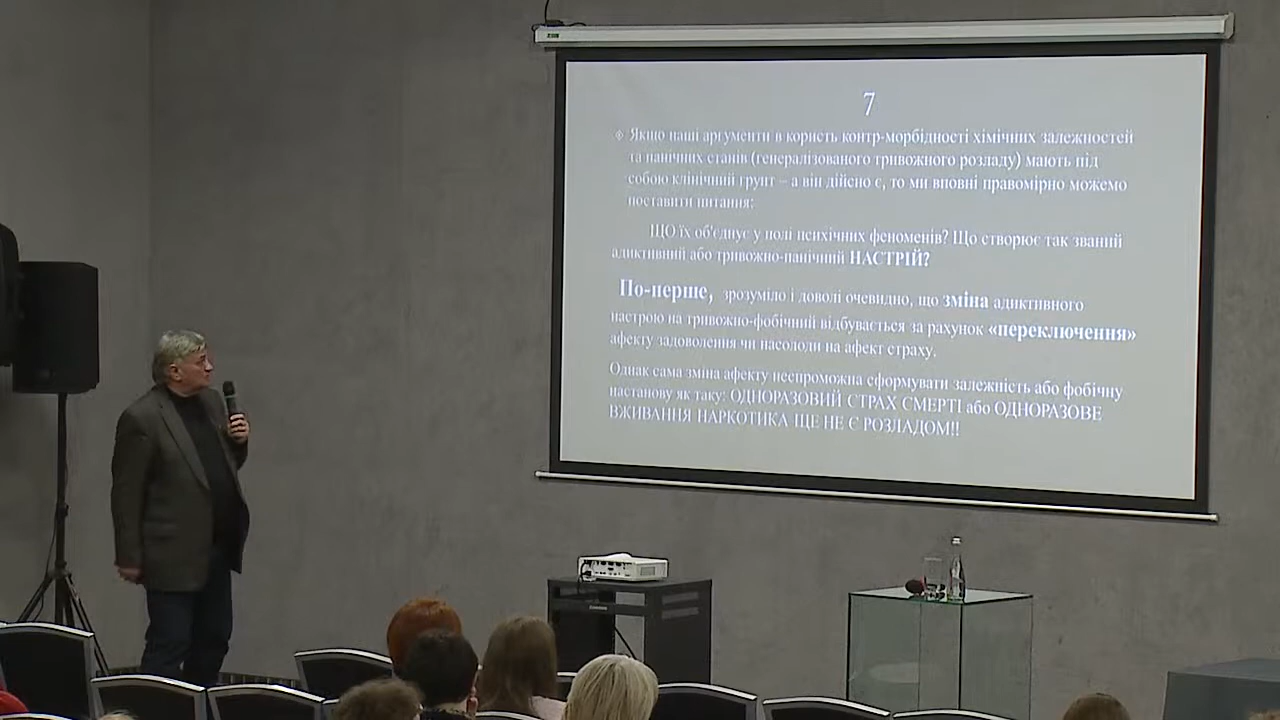 7
Якщо наші аргументи в користь контр-морбідності хімічних залежностей
та панічних станів (генералізованого тривожного розладу) мають під
собою клінічний грунт – а він дійсно є, то ми вповні правомірно можемо
поставити питання:
ЩО їх об'єднує у полі психічних феноменів? Що створює так званий
адиктивний або тривожно-панічний НАСТРІЙ?
По-перше, зрозуміло і доволі очевидно, що зміна адиктивного
настрою на тривожно-фобічний відбувається за рахунок «переключення»
афекту задоволення чи насолоди на афект страху.
Однак сама зміна афекту неспроможна сформувати залежність або фобічну
настанову як таку: ОДНОРАЗОВИЙ СТРАХ СМЕРТІ або ОДНОРАЗОВЕ
ВЖИВАННЯ НАРКОТИКА ЩЕ НЕ Є РОЗЛАДОМ!!